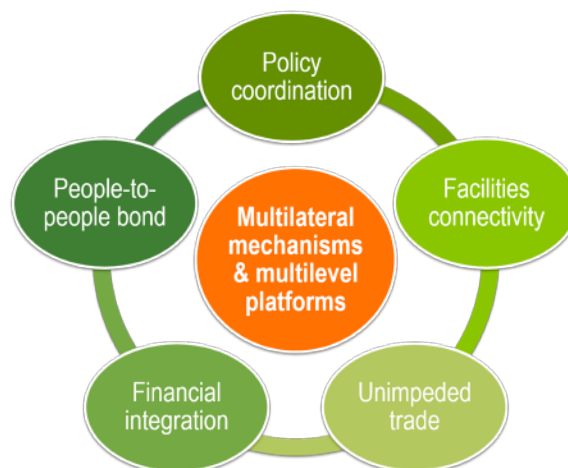 Policy
coordination
People-to-
people bond
Facilities
connectivity
Multilateral
mechanisms
& multilevel
platforms
Financial
integration
Unimpeded
trade